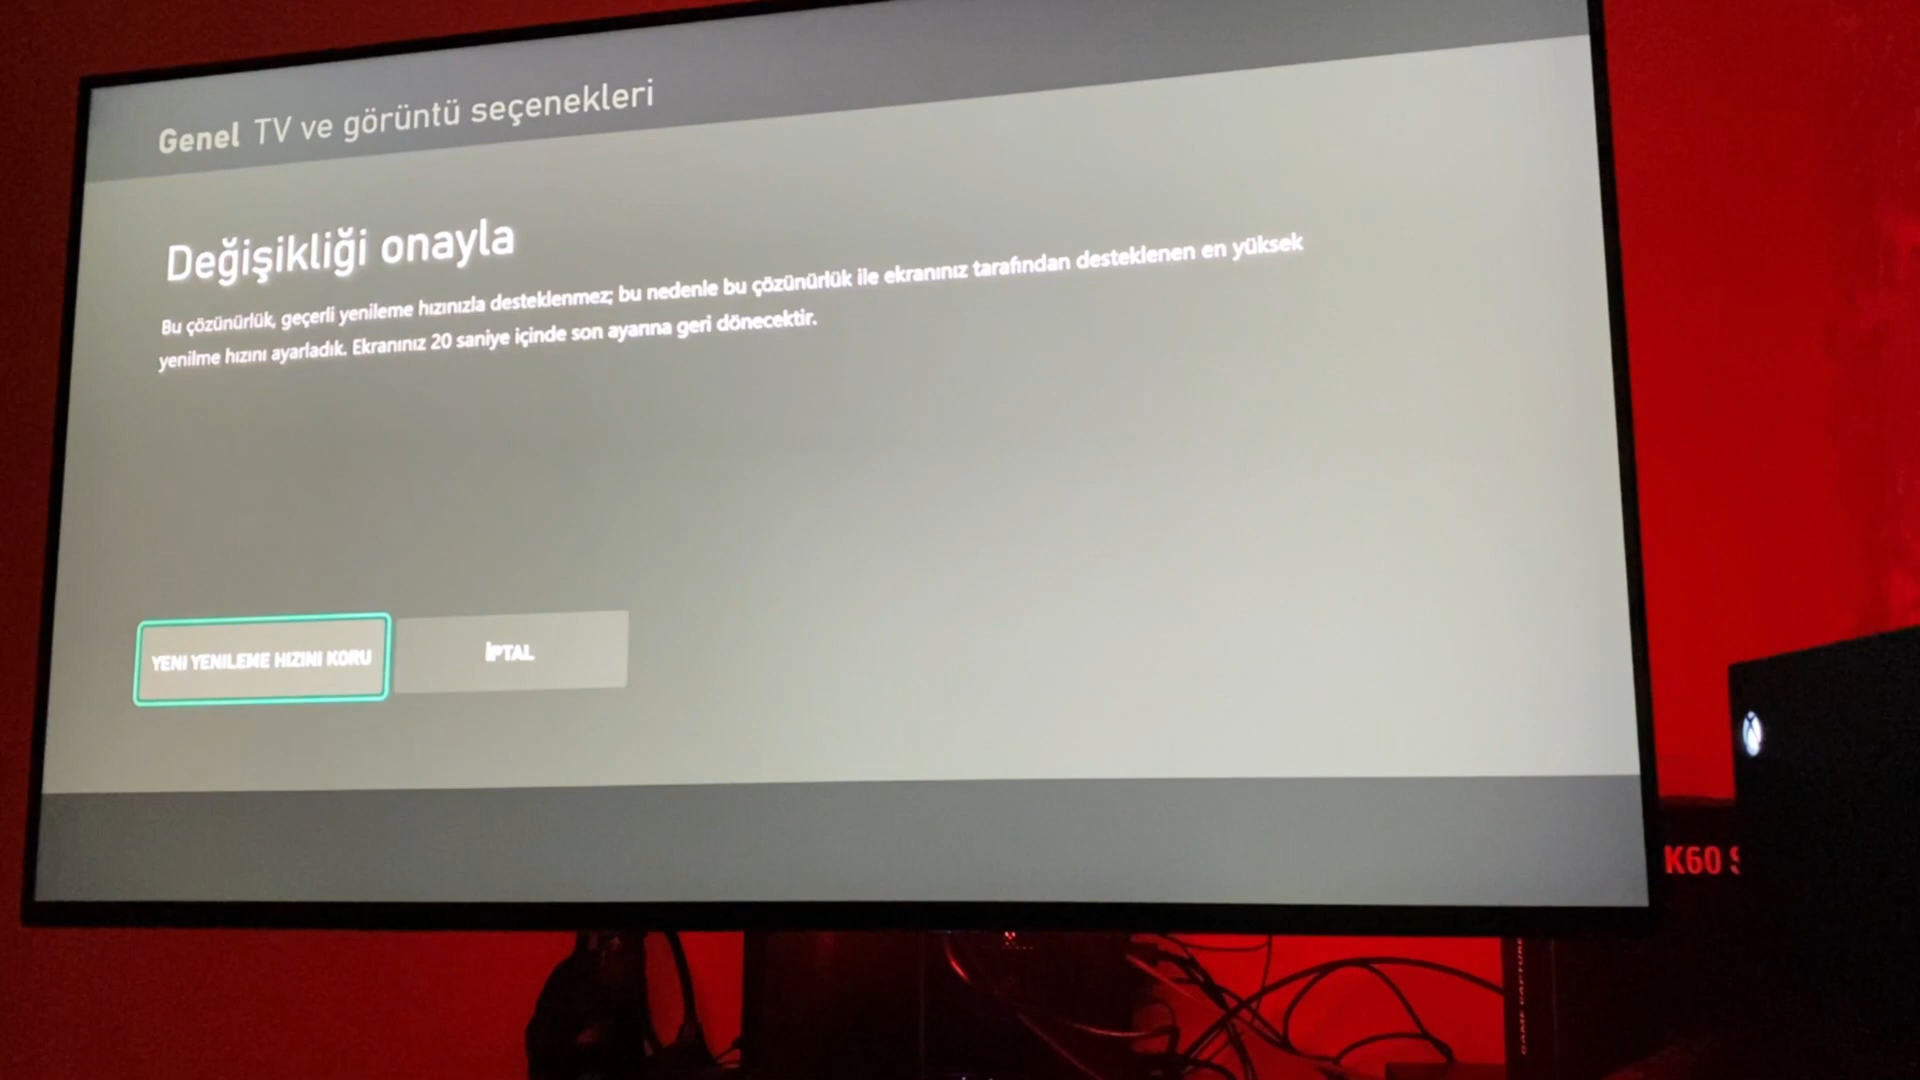 Genel TV ve görüntü seçenekleri
Değişikliği onayla
Bu çözünürlük, geçerli yenileme hızınızla desteklenmez; bu nedenle bu çözünürlük ile ekranınız tarafından desteklenen en yüksek
yenilme hızını ayarladık. Ekranınız 20 saniye içinde son ayarına geri dönecektir.
YENİ YENİLEME HIZINI KORU
İPTAL
K60
GAME CAPTURE